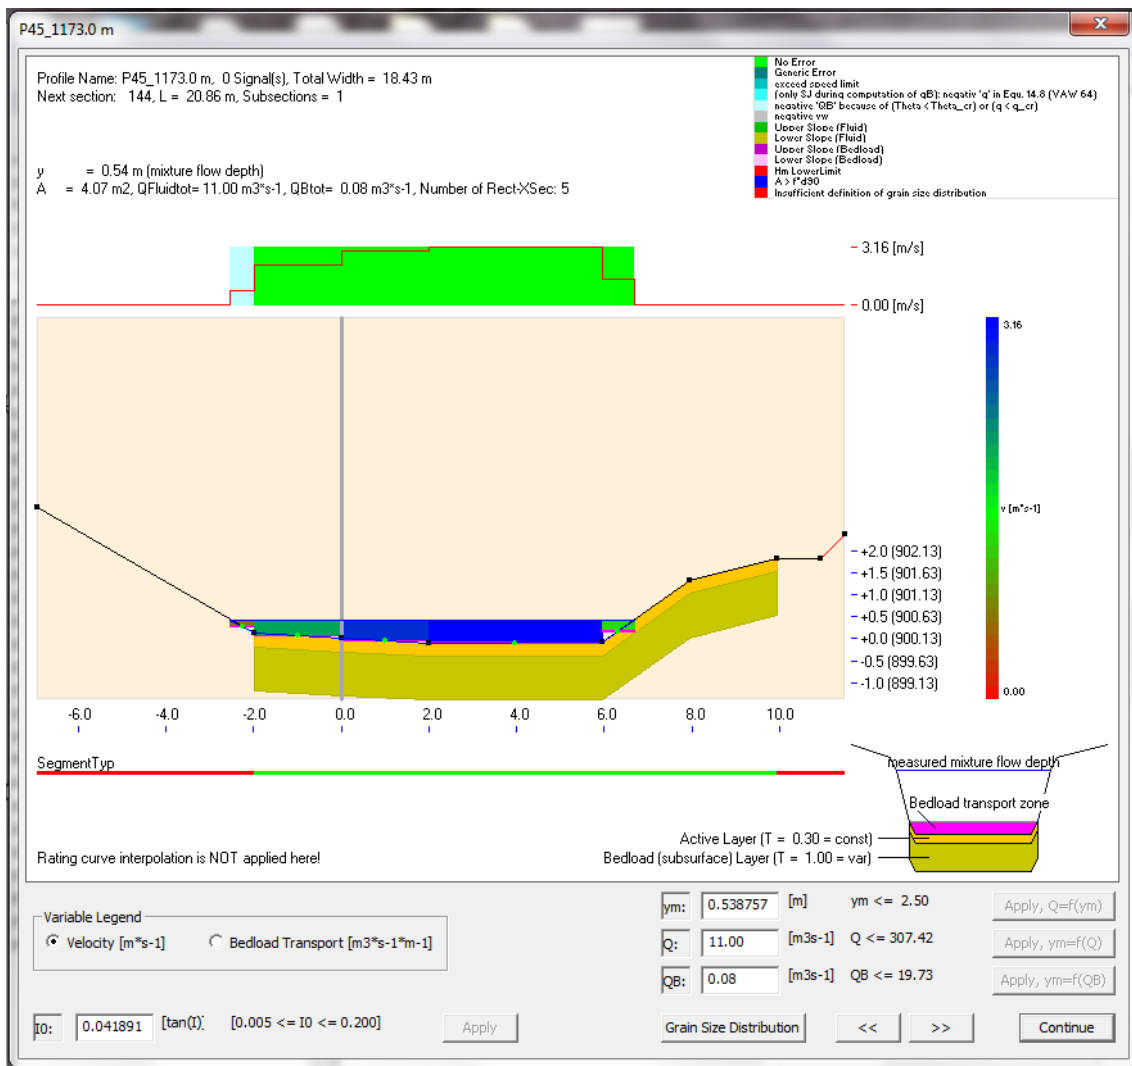 P45_1173.0 m
Profile Name: P45_1173.0 m, 0 Signal(s), Total Width = 18.43 m
Next section: 144, L = 20.86 m, Subsections = 1
y = 0.54 m (mixture flow depth)
A = 4.07 m2, QFluidtot= 11.00 m3*s-1, QBtot= 0.08 m3*s-1, Number of Rect-XSec: 5
No Error
Generic Error
exceed speed limit
(only SJ during computation of qB): negativ 'q' in Equ. 14.8 (VAW 64)
negative 'QB' because of (Theta < Theta_cr) or (q < q_cr)
negative vw
Upper Slope (Fluid)
Lower Slope (Fluid)
Upper Slope (Bedload)
Lower Slope (Bedload)
Hm LowerLimit
A > f*d90
Insufficient definition of grain size distribution
3.16 [m/s]
0.00 [m/s]
3.16
v [m*s-1]
0.00
+2.0 (902.13)
+1.5 (901.63)
+1.0 (901.13)
+0.5 (900.63)
+0.0 (900.13)
-0.5 (899.63)
-1.0 (899.13)
-6.0 -4.0 -2.0 0.0 2.0 4.0 6.0 8.0 10.0
SegmentTyp
measured mixture flow depth
Bedload transport zone
Active Layer (T = 0.30 = const)
Bedload (subsurface) Layer (T = 1.00 = var)
Rating curve interpolation is NOT applied here!
Variable Legend
Velocity [m*s-1] Bedload Transport [m3*s-1*m-1]
ym: 0.538757 [m] ym <= 2.50 Apply, Q=f(ym)
Q: 11.00 [m3s-1] Q <= 307.42 Apply, ym=f(Q)
QB: 0.08 [m3s-1] QB <= 19.73 Apply, ym=f(QB)
I0: 0.041891 [tan(I)] [0.005 <= I0 <= 0.200] Apply Grain Size Distribution << >> Continue